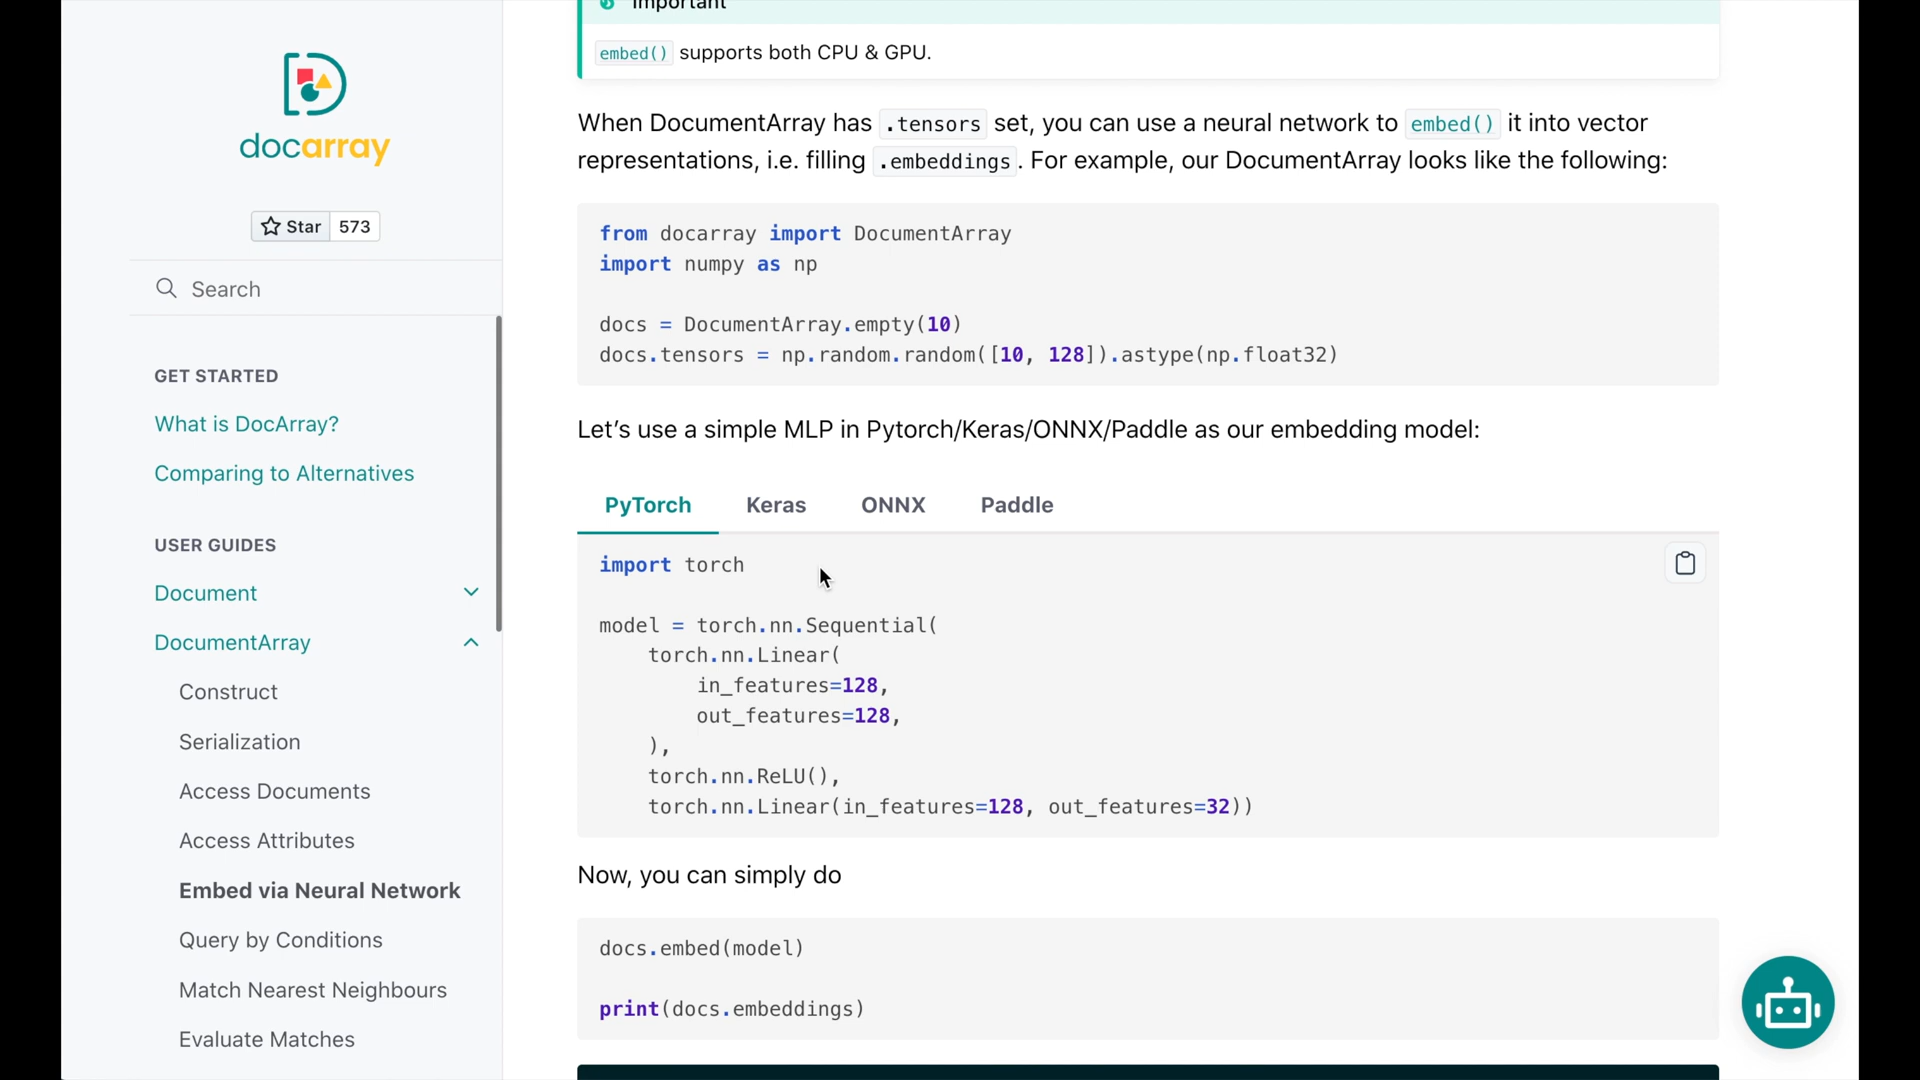 docarray
Star 573
Search
GET STARTED
What is DocArray?
Comparing to Alternatives
USER GUIDES
Document
DocumentArray
Construct
Serialization
Access Documents
Access Attributes
Embed via Neural Network
Query by Conditions
Match Nearest Neighbours
Evaluate Matches
Important
embed() supports both CPU & GPU.
When DocumentArray has .tensors set, you can use a neural network to embed() it into vector
representations, i.e. filling .embeddings. For example, our DocumentArray looks like the following:
from docarray import DocumentArray
import numpy as np
docs = DocumentArray.empty(10)
docs.tensors = np.random.random([10, 128]).astype(np.float32)
Let’s use a simple MLP in Pytorch/Keras/ONNX/Paddle as our embedding model:
PyTorch Keras ONNX Paddle
import torch
model = torch.nn.Sequential(
torch.nn.Linear(
in_features=128,
out_features=128,
),
torch.nn.ReLU(),
torch.nn.Linear(in_features=128, out_features=32))
Now, you can simply do
docs.embed(model)
print(docs.embeddings)